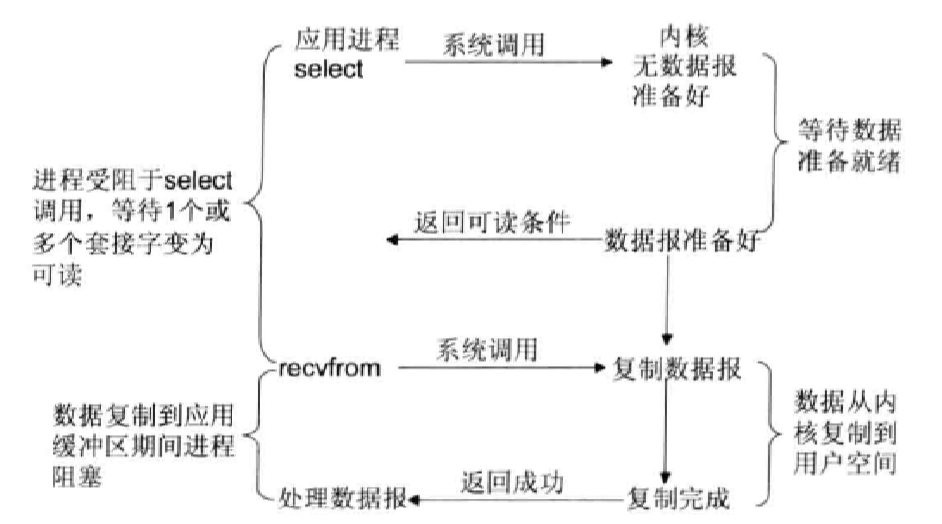 应用进程
select
系统调用
内核
无数据报
准备好
等待数据
准备就绪
进程受阻于select
调用，等待1个或
多个套接字变为
可读
返回可读条件
数据报准备好
recvfrom
系统调用
复制数据报
数据复制到应用
缓冲区期间进程
阻塞
数据从内
核复制到
用户空间
处理数据报
返回成功
复制完成